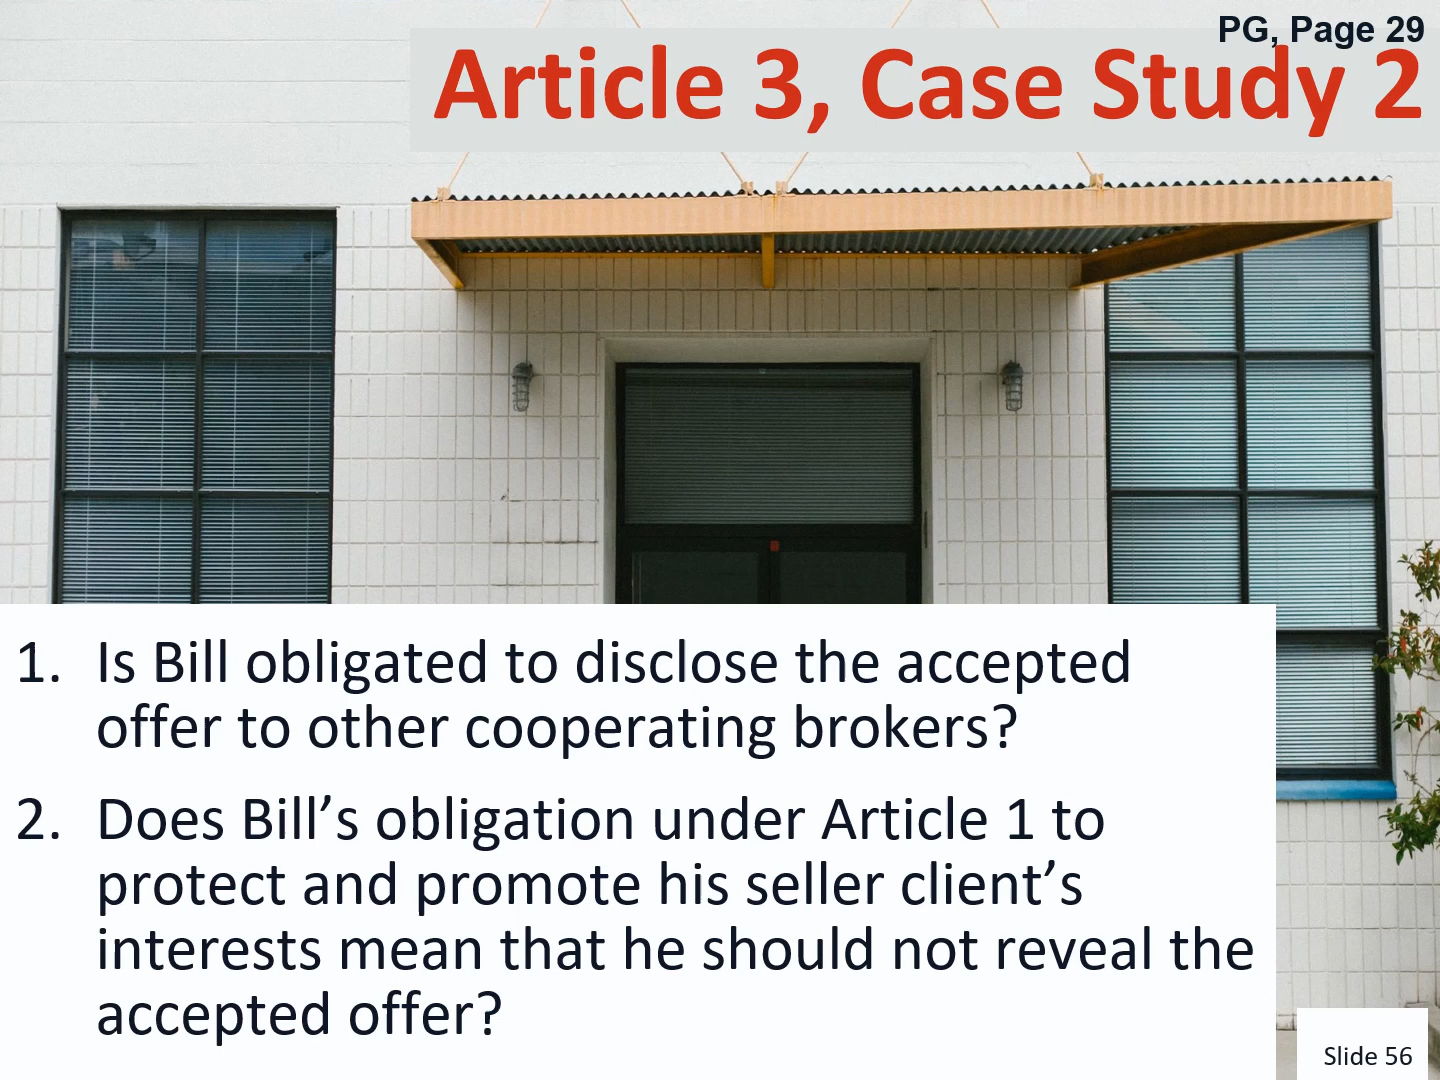 PG, Page 29
Article 3, Case Study 2
1. Is Bill obligated to disclose the accepted
offer to other cooperating brokers?
2. Does Bill’s obligation under Article 1 to
protect and promote his seller client’s
interests mean that he should not reveal the
accepted offer?
Slide 56